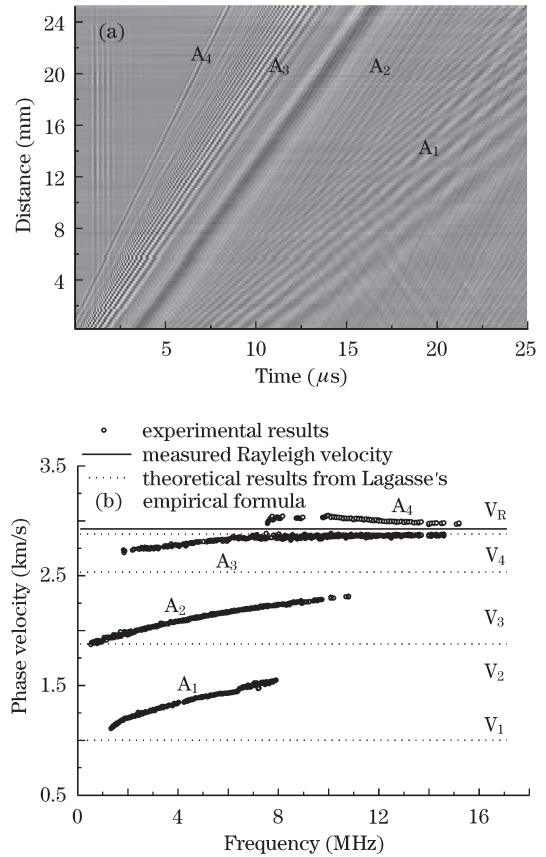 (a)
24
20
16
12
8
4
Distance (mm)
A4
A3
A2
A1
5
10
15
20
25
Time (μs)
experimental results
measured Rayleigh velocity
theoretical results from Lagasse's
empirical formula
(b)
3.5
2.5
1.5
0.5
Phase velocity (km/s)
A4
A3
A2
A1
VR
V4
V3
V2
V1
0
4
8
12
16
Frequency (MHz)